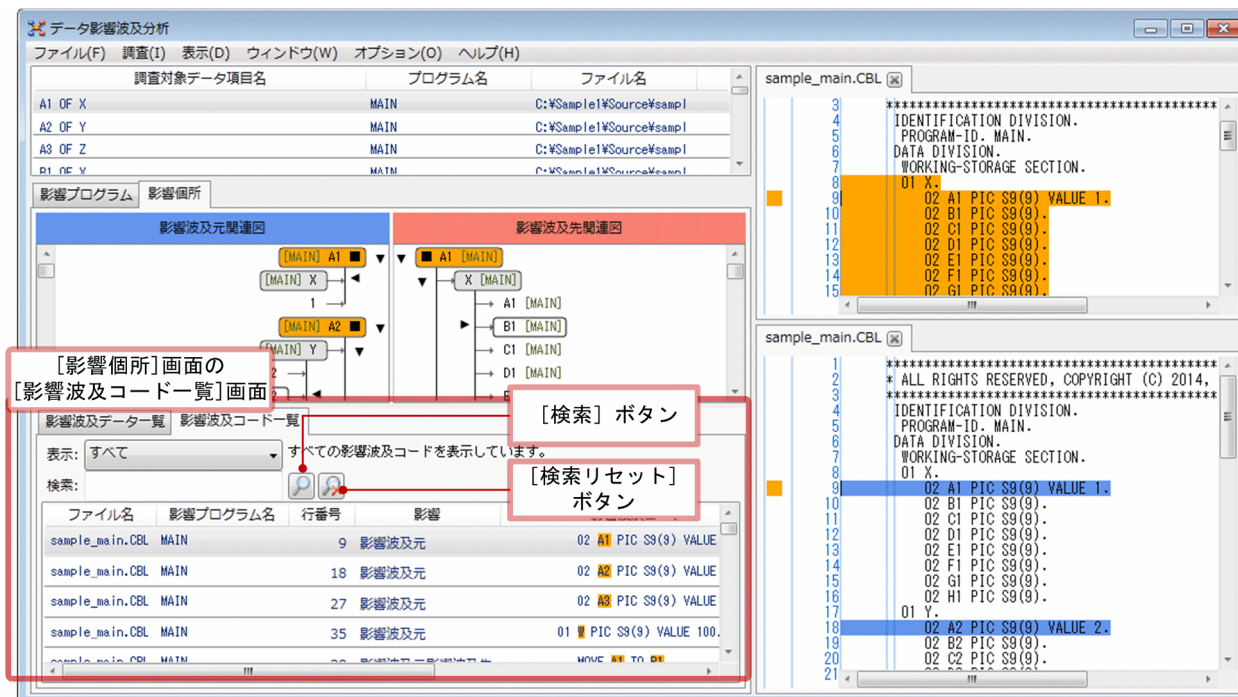 データ影響波及分析
ファイル(F) 調査(I) 表示(D) ウィンドウ(W) オプション(O) ヘルプ(H)
調査対象データ項目名 プログラム名 ファイル名
A1 OF X MAIN C:¥Sample1¥Source¥sampl
A2 OF Y MAIN C:¥Sample1¥Source¥sampl
A3 OF Z MAIN C:¥Sample1¥Source¥sampl
B1 OF X MAIN C:¥Sample1¥Source¥sampl
影響プログラム 影響個所
影響波及元関連図 影響波及先関連図
[MAIN] A1 ■ ▼ ▼ ■ A1 [MAIN]
[MAIN] X ◀ ▼ X [MAIN]
1 A1 [MAIN]
[MAIN] A2 ■ ▼ ▶ B1 [MAIN]
[MAIN] Y ▼ C1 [MAIN]
2 D1 [MAIN]
[影響個所]画面の
[影響波及コード一覧]画面
影響波及データ一覧 影響波及コード一覧
[検索] ボタン
表示: すべて すべての影響波及コードを表示しています。
検索:
[検索リセット]
ボタン
ファイル名 影響プログラム名 行番号 影響
sample_main.CBL MAIN 9 影響波及元 02 A1 PIC S9(9) VALUE
sample_main.CBL MAIN 18 影響波及元 02 A2 PIC S9(9) VALUE
sample_main.CBL MAIN 27 影響波及元 02 A3 PIC S9(9) VALUE
sample_main.CBL MAIN 35 影響波及元 01 W PIC S9(9) VALUE 100.
sample_main.CBL MAIN MOVE A1 TO B1
sample_main.CBL
3 ******************************************
4 IDENTIFICATION DIVISION.
5 PROGRAM-ID. MAIN.
6 DATA DIVISION.
7 WORKING-STORAGE SECTION.
8 01 X.
9 02 A1 PIC S9(9) VALUE 1.
10 02 B1 PIC S9(9).
11 02 C1 PIC S9(9).
12 02 D1 PIC S9(9).
13 02 E1 PIC S9(9).
14 02 F1 PIC S9(9).
15 02 G1 PIC S9(9).
sample_main.CBL
1 ******************************************
2 * ALL RIGHTS RESERVED, COPYRIGHT (C) 2014,
3 ******************************************
4 IDENTIFICATION DIVISION.
5 PROGRAM-ID. MAIN.
6 DATA DIVISION.
7 WORKING-STORAGE SECTION.
8 01 X.
9 02 A1 PIC S9(9) VALUE 1.
10 02 B1 PIC S9(9).
11 02 C1 PIC S9(9).
12 02 D1 PIC S9(9).
13 02 E1 PIC S9(9).
14 02 F1 PIC S9(9).
15 02 G1 PIC S9(9).
16 02 H1 PIC S9(9).
17 01 Y.
18 02 A2 PIC S9(9) VALUE 2.
19 02 B2 PIC S9(9).
20 02 C2 PIC S9(9).
21